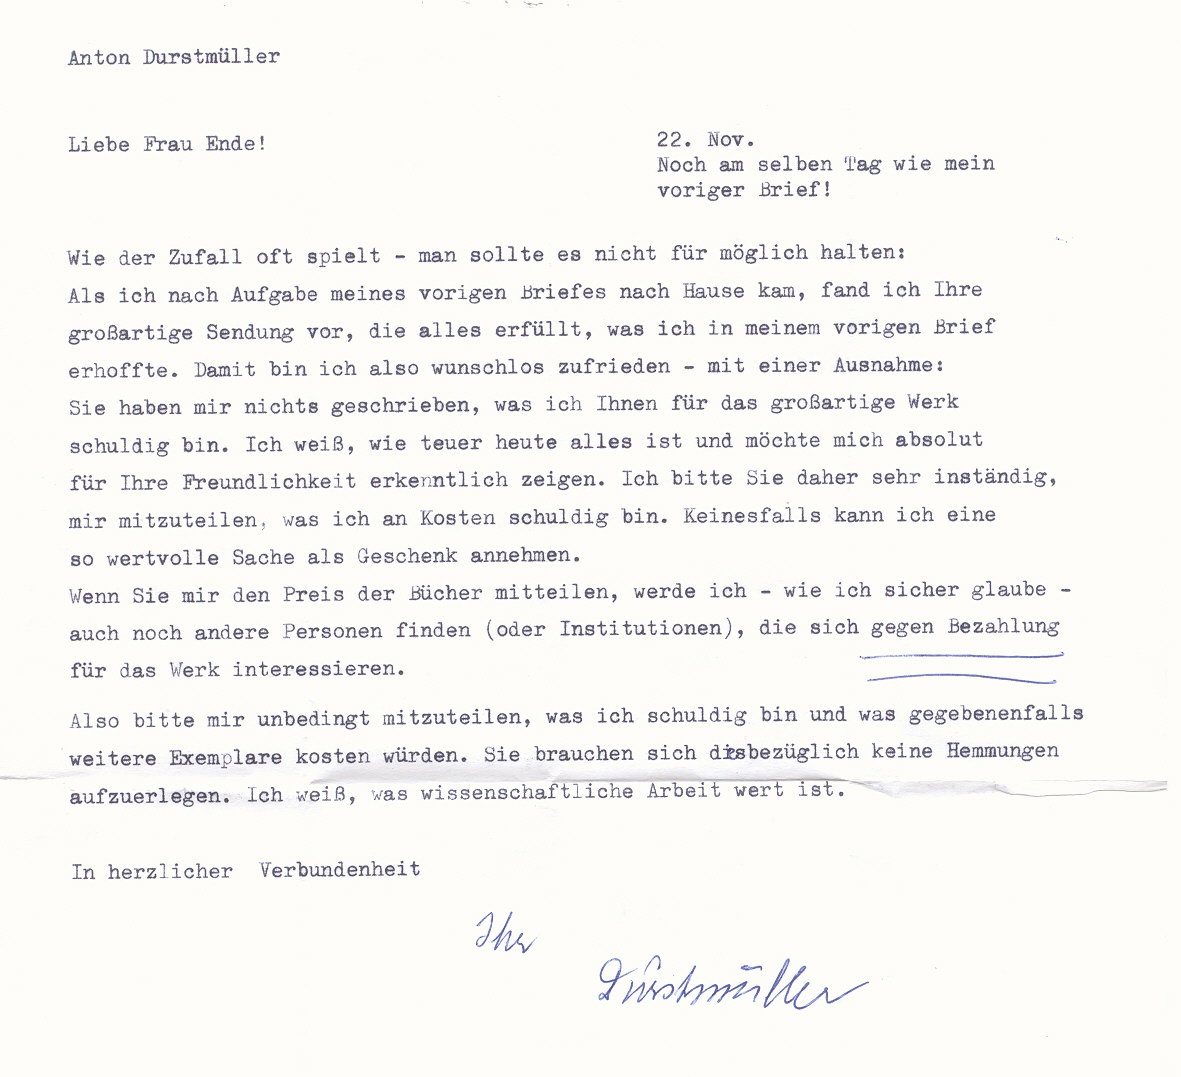 Anton Durstmüller
Liebe Frau Ende!
22. Nov.
Noch am selben Tag wie mein
voriger Brief!
Wie der Zufall oft spielt - man sollte es nicht für möglich halten:
Als ich nach Aufgabe meines vorigen Briefes nach Hause kam, fand ich Ihre
großartige Sendung vor, die alles erfüllt, was ich in meinem vorigen Brief
erhoffte. Damit bin ich also wunschlos zufrieden - mit einer Ausnahme:
Sie haben mir nichts geschrieben, was ich Ihnen für das großartige Werk
schuldig bin. Ich weiß, wie teuer heute alles ist und möchte mich absolut
für Ihre Freundlichkeit erkenntlich zeigen. Ich bitte Sie daher sehr inständig,
mir mitzuteilen, was ich an Kosten schuldig bin. Keinesfalls kann ich eine
so wertvolle Sache als Geschenk annehmen.
Wenn Sie mir den Preis der Bücher mitteilen, werde ich - wie ich sicher glaube -
auch noch andere Personen finden (oder Institutionen), die sich gegen Bezahlung
für das Werk interessieren.
Also bitte mir unbedingt mitzuteilen, was ich schuldig bin und was gegebenenfalls
weitere Exemplare kosten würden. Sie brauchen sich disbezüglich keine Hemmungen
aufzuerlegen. Ich weiß, was wissenschaftliche Arbeit wert ist.
In herzlicher Verbundenheit
Ihr
Durstmüller